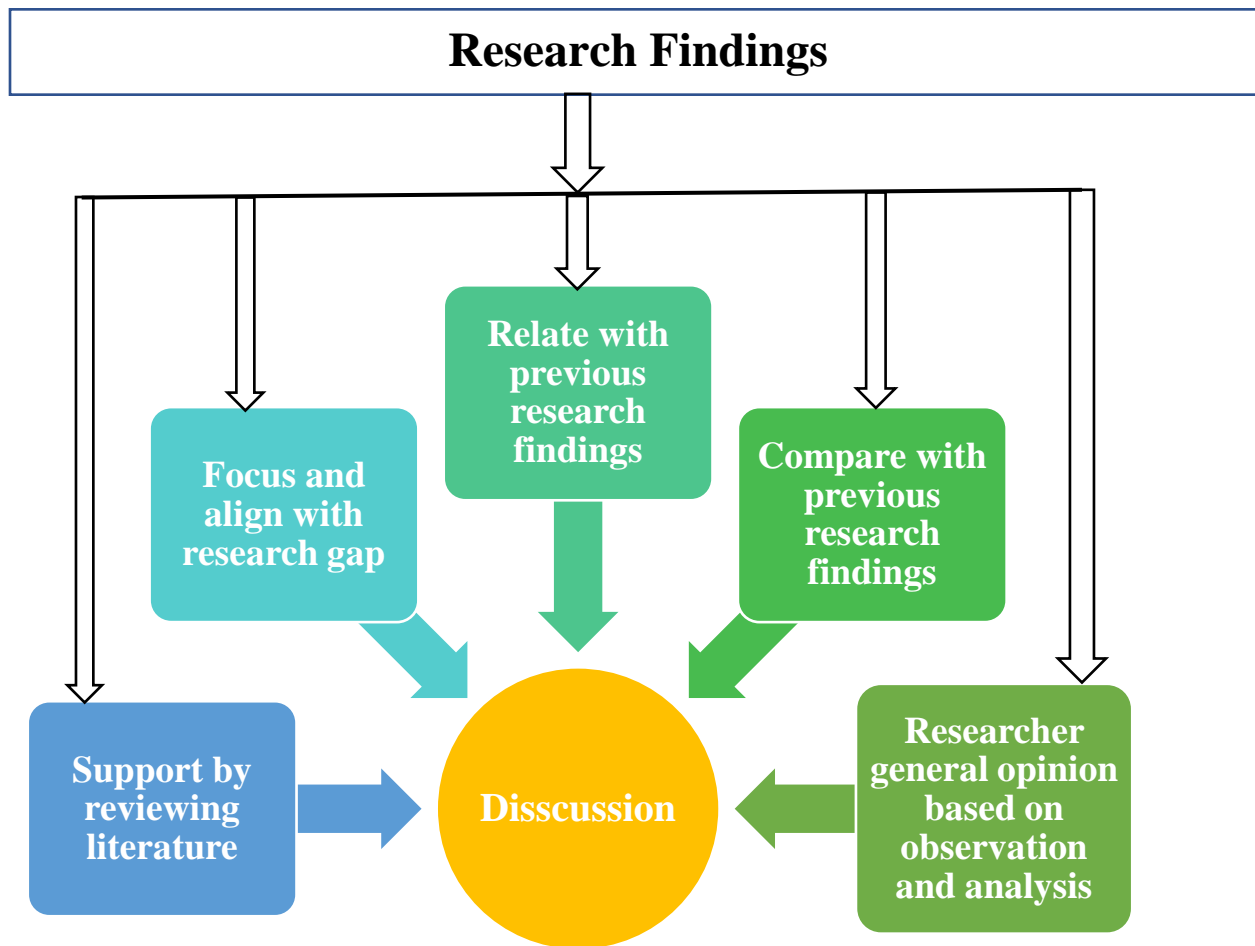 Research Findings
Relate with
previous
research
findings
Focus and
align with
research gap
Compare with
previous
research
findings
Support by
reviewing
literature
Disscussion
Researcher
general opinion
based on
observation
and analysis